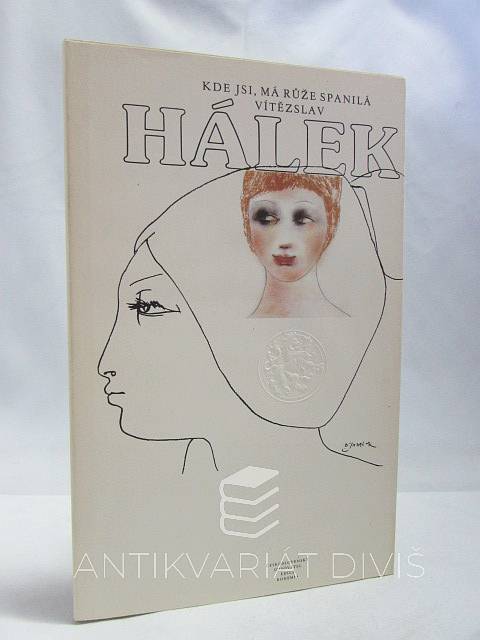 KDE JSI, MÁ RŮŽE SPANILÁ
VÍTĚZSLAV
HÁLEK
ANTIKVARIÁT DIVIŠ